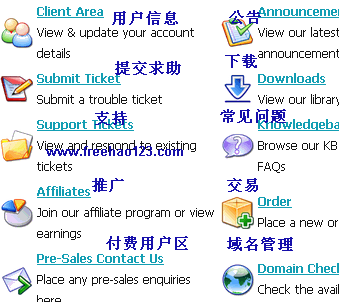 Client Area 用户信息
View & update your account
details
公告 Announcemen
View our latest
announcement
Submit Ticket 提交求助
Submit a trouble ticket
下载
Downloads
View our library
支持
Support Tickets
View and respond to existing
tickets
www.freehao123.com
常见问题
Knowledgeba
Browse our KB
FAQs
推广
Affiliates
Join our affiliate program or view
earnings
交易
Order
Place a new or
付费用户区
Pre-Sales Contact Us
Place any pre-sales enquiries
here
域名管理
Domain Chec
Check the avai